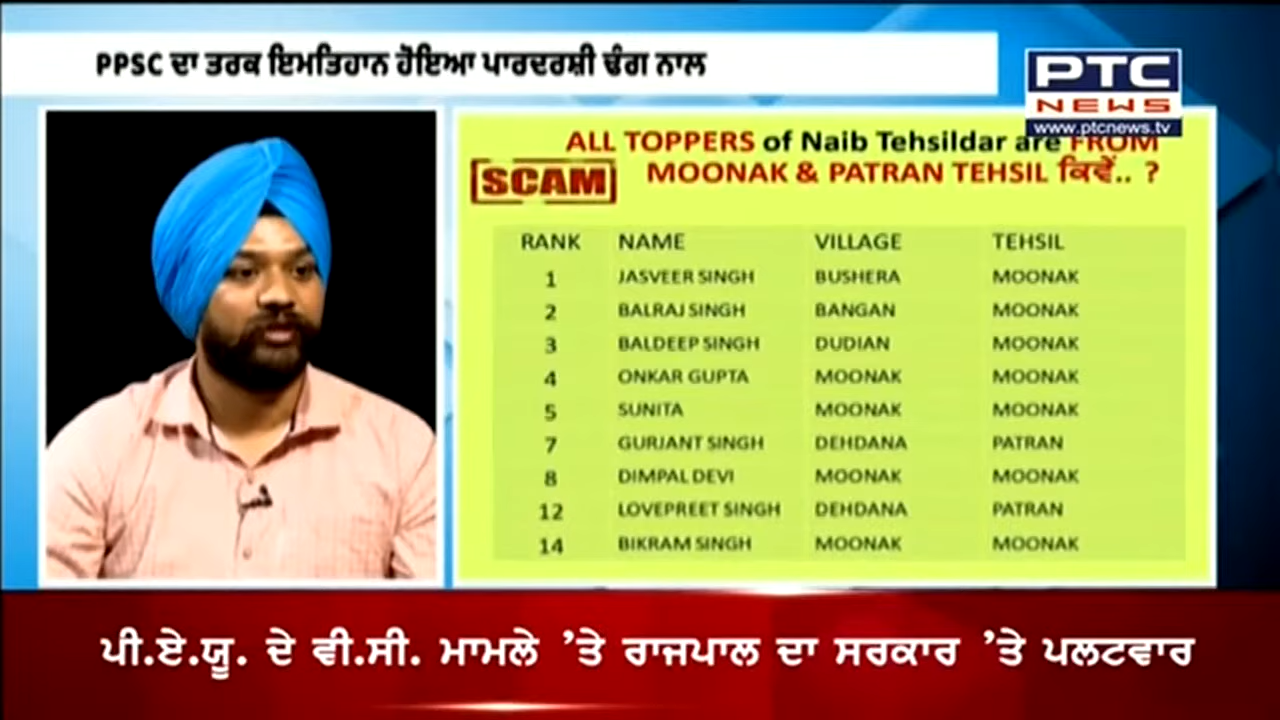 PPSC ਦਾ ਤਰਕ ਇਮਤਿਹਾਨ ਹੋਇਆ ਪਾਰਦਰਸ਼ੀ ਢੰਗ ਨਾਲ
PTC
NEWS
www.ptcnews.tv
ALL TOPPERS of Naib Tehsildar are FROM
SCAM MOONAK & PATRAN TEHSIL ਕਿਵੇਂ.. ?
RANK NAME VILLAGE TEHSIL
1 JASVEER SINGH BUSHERA MOONAK
2 BALRAJ SINGH BANGAN MOONAK
3 BALDEEP SINGH DUDIAN MOONAK
4 ONKAR GUPTA MOONAK MOONAK
5 SUNITA MOONAK MOONAK
7 GURJANT SINGH DEHDANA PATRAN
8 DIMPAL DEVI MOONAK MOONAK
12 LOVEPREET SINGH DEHDANA PATRAN
14 BIKRAM SINGH MOONAK MOONAK
ਪੀ.ਏ.ਯੂ. ਦੇ ਵੀ.ਸੀ. ਮਾਮਲੇ ’ਤੇ ਰਾਜਪਾਲ ਦਾ ਸਰਕਾਰ ’ਤੇ ਪਲਟਵਾਰ